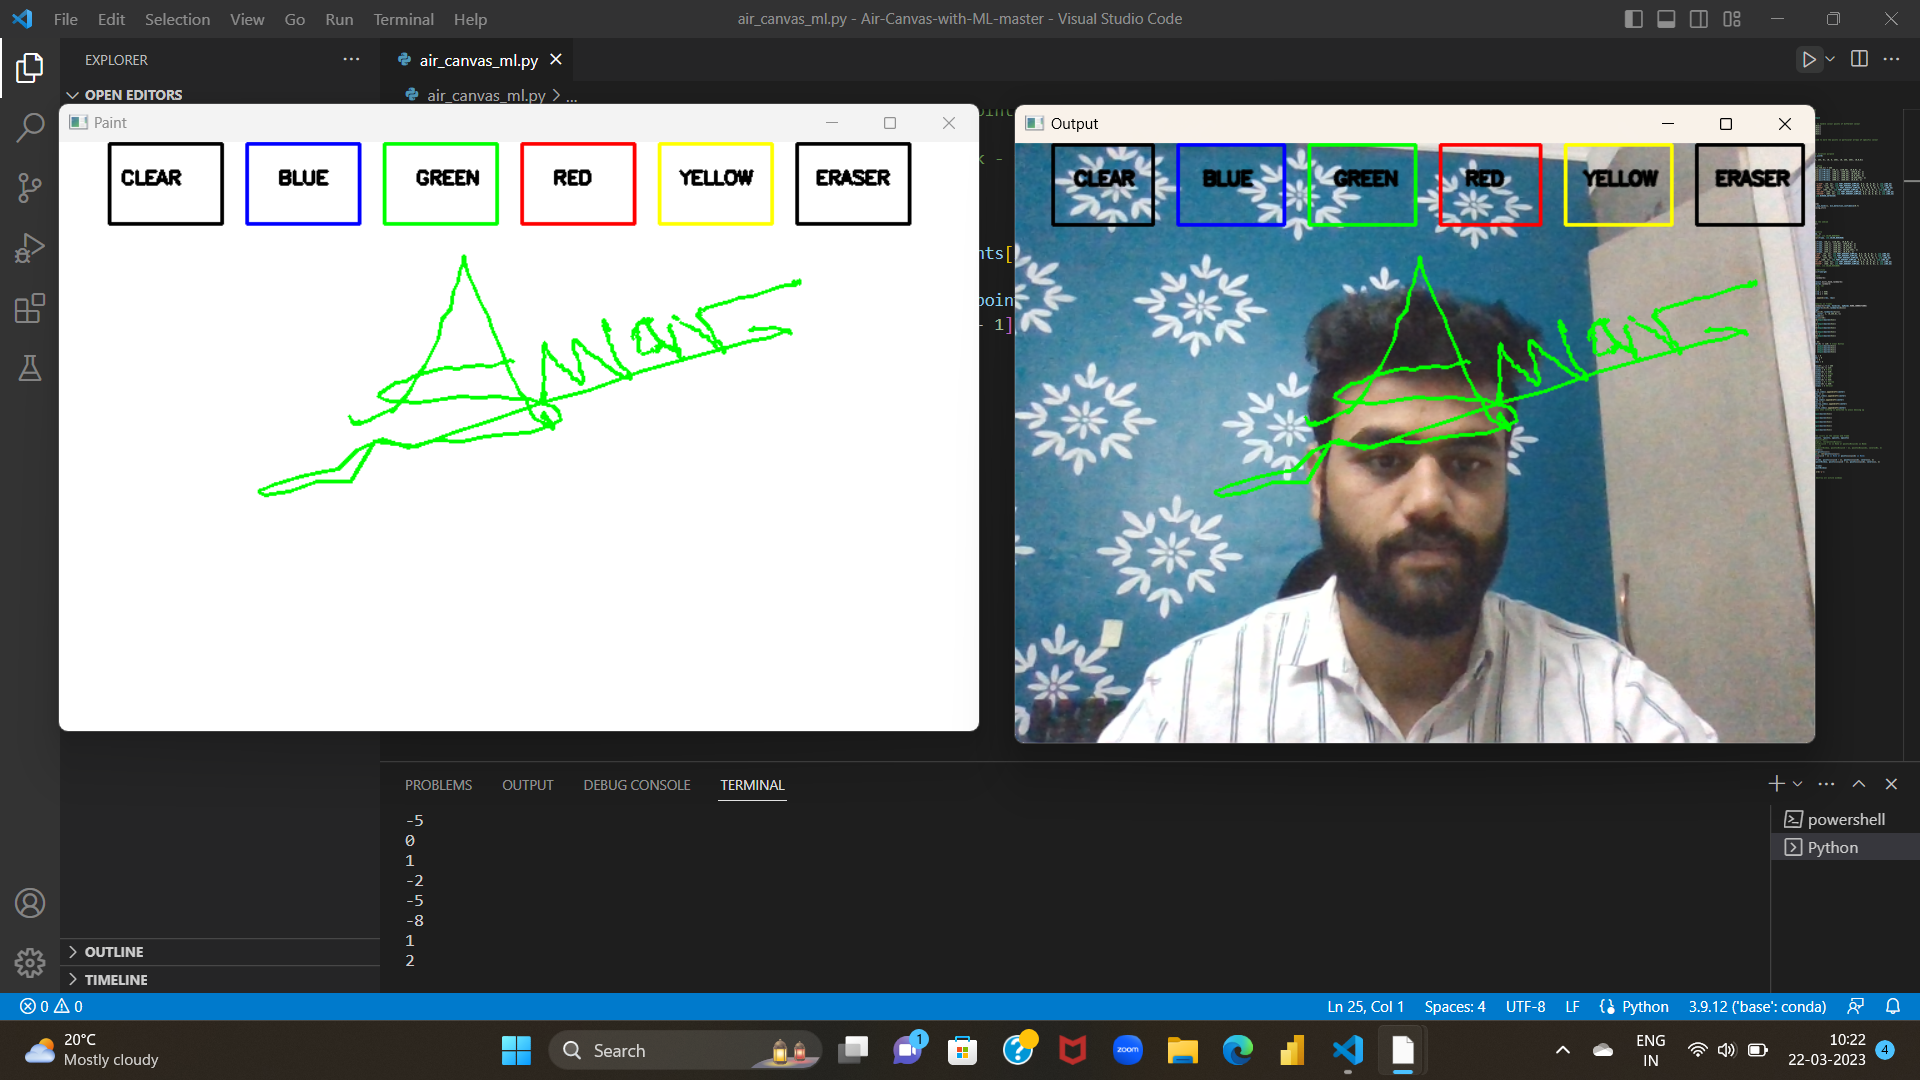 File Edit Selection View Go Run Terminal Help
air_canvas_ml.py - Air-Canvas-with-ML-master - Visual Studio Code
EXPLORER
OPEN EDITORS
air_canvas_ml.py
air_canvas_ml.py > ...
Paint
CLEAR BLUE GREEN RED YELLOW ERASER
Output
CLEAR BLUE GREEN RED YELLOW ERASER
PROBLEMS OUTPUT DEBUG CONSOLE TERMINAL
-5
0
1
-2
-5
-8
1
2
powershell
Python
OUTLINE
TIMELINE
0 0
Ln 25, Col 1 Spaces: 4 UTF-8 LF Python 3.9.12 ('base': conda)
20°C
Mostly cloudy
Search
1
zoom
ENG
IN
10:22
22-03-2023
4